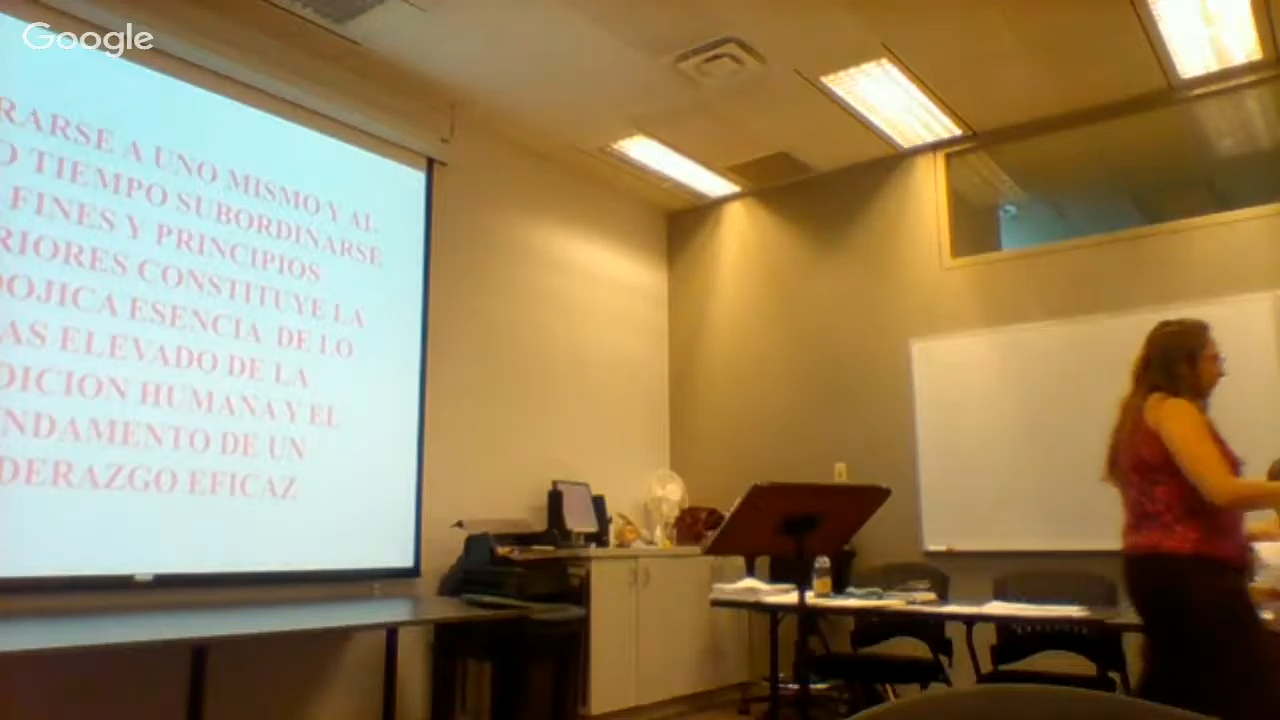 Google
RARSE A UNO MISMO Y AL
O TIEMPO SUBORDINARSE
FINES Y PRINCIPIOS
RIORES CONSTITUYE LA
DOJICA ESENCIA DE LO
AS ELEVADO DE LA
DICION HUMANA Y EL
NDAMENTO DE UN
DERAZGO EFICAZ